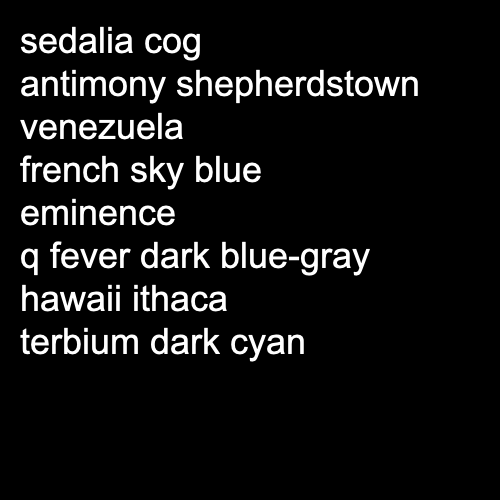 sedalia cog
antimony shepherdstown
venezuela
french sky blue
eminence
q fever dark blue-gray
hawaii ithaca
terbium dark cyan